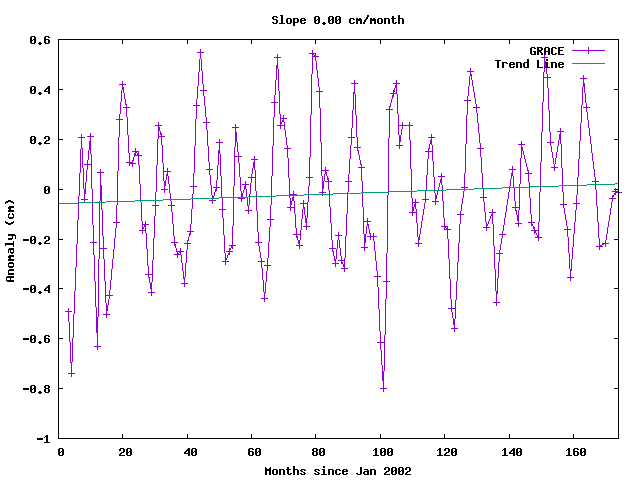 Slope 0.00 cm/month
GRACE
Trend Line
0.6
0.4
0.2
0
-0.2
-0.4
-0.6
-0.8
-1
Anomaly (cm)
0 20 40 60 80 100 120 140 160
Months since Jan 2002